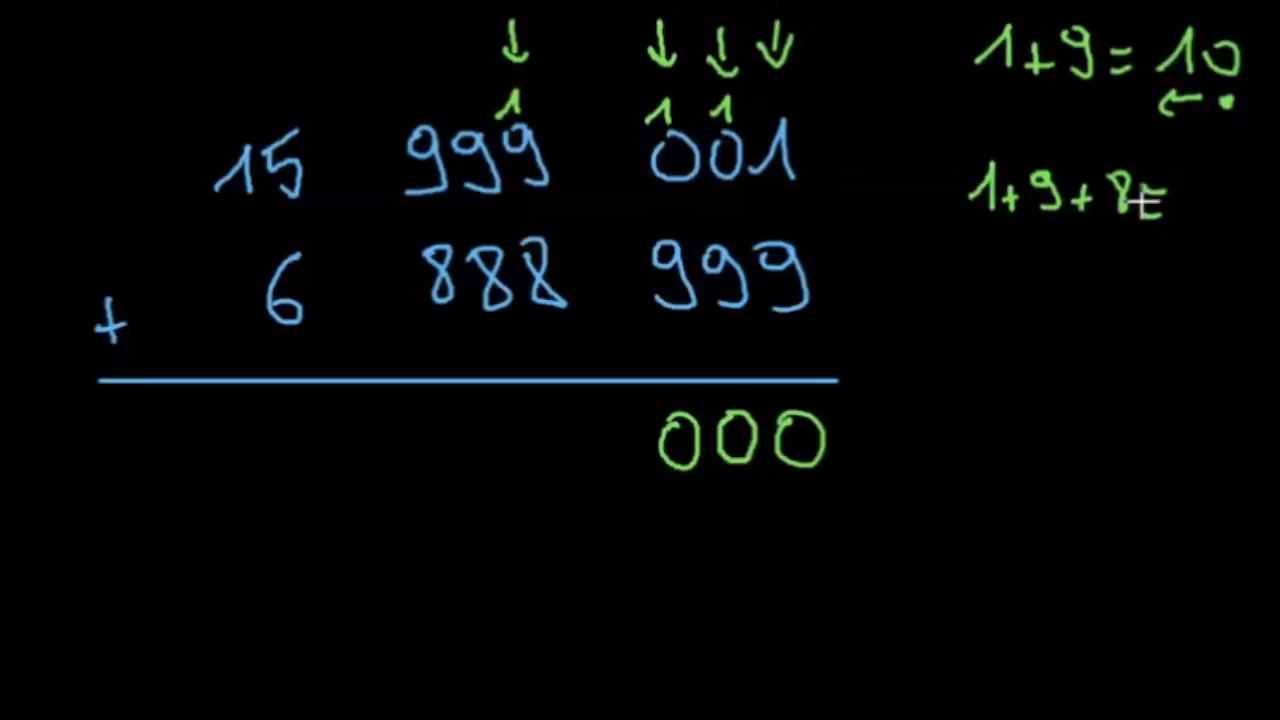 1 1 1 1+9=10
15 999 001
1+9+8=
6 888 999
+
000